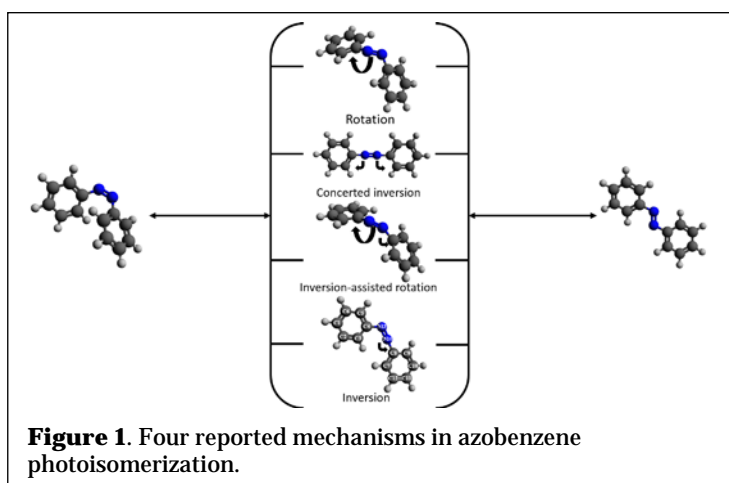 Rotation
Concerted inversion
Inversion-assisted rotation
Inversion
Figure 1. Four reported mechanisms in azobenzene
photoisomerization.